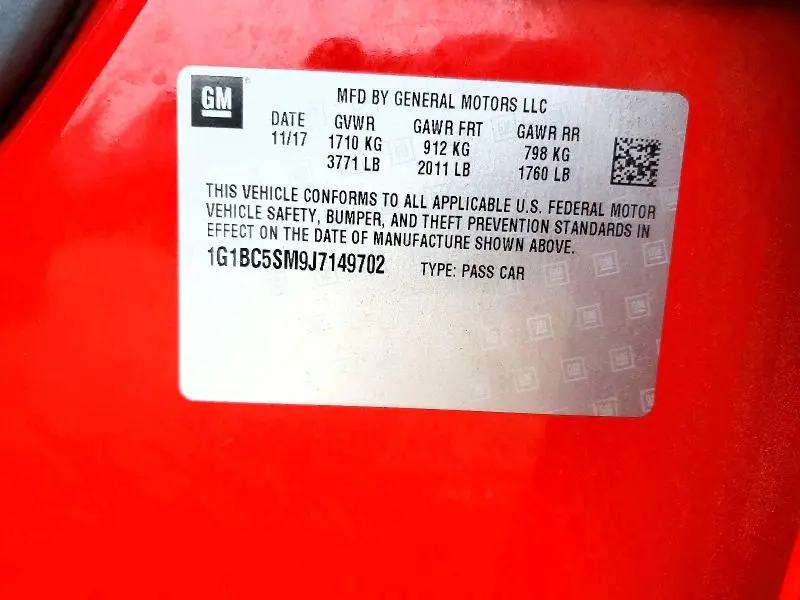 GM
MFD BY GENERAL MOTORS LLC
DATE GVWR GAWR FRT GAWR RR
11/17 1710 KG 912 KG 798 KG
3771 LB 2011 LB 1760 LB
THIS VEHICLE CONFORMS TO ALL APPLICABLE U.S. FEDERAL MOTOR
VEHICLE SAFETY, BUMPER, AND THEFT PREVENTION STANDARDS IN
EFFECT ON THE DATE OF MANUFACTURE SHOWN ABOVE.
1G1BC5SM9J7149702 TYPE: PASS CAR